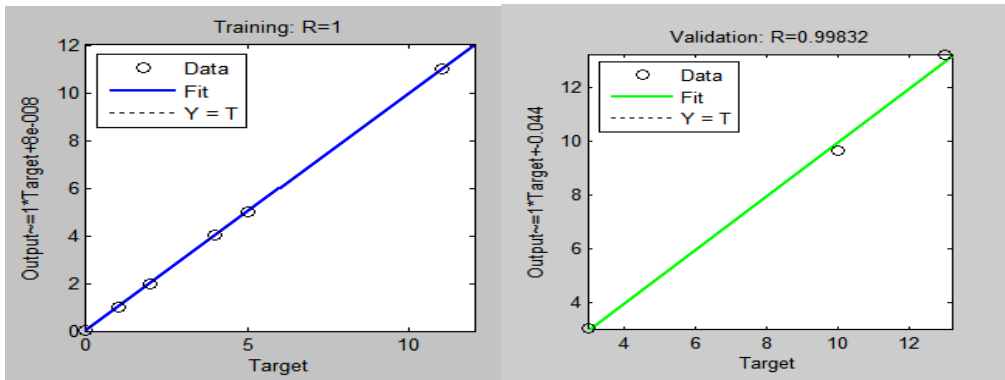 Training: R=1
Output~=1*Target+8e-008
12
10
8
6
4
2
0
Data
Fit
Y = T
0
5
10
Target
Validation: R=0.99832
Output~=1*Target+-0.044
12
10
8
6
4
Data
Fit
Y = T
4
6
8
10
12
Target